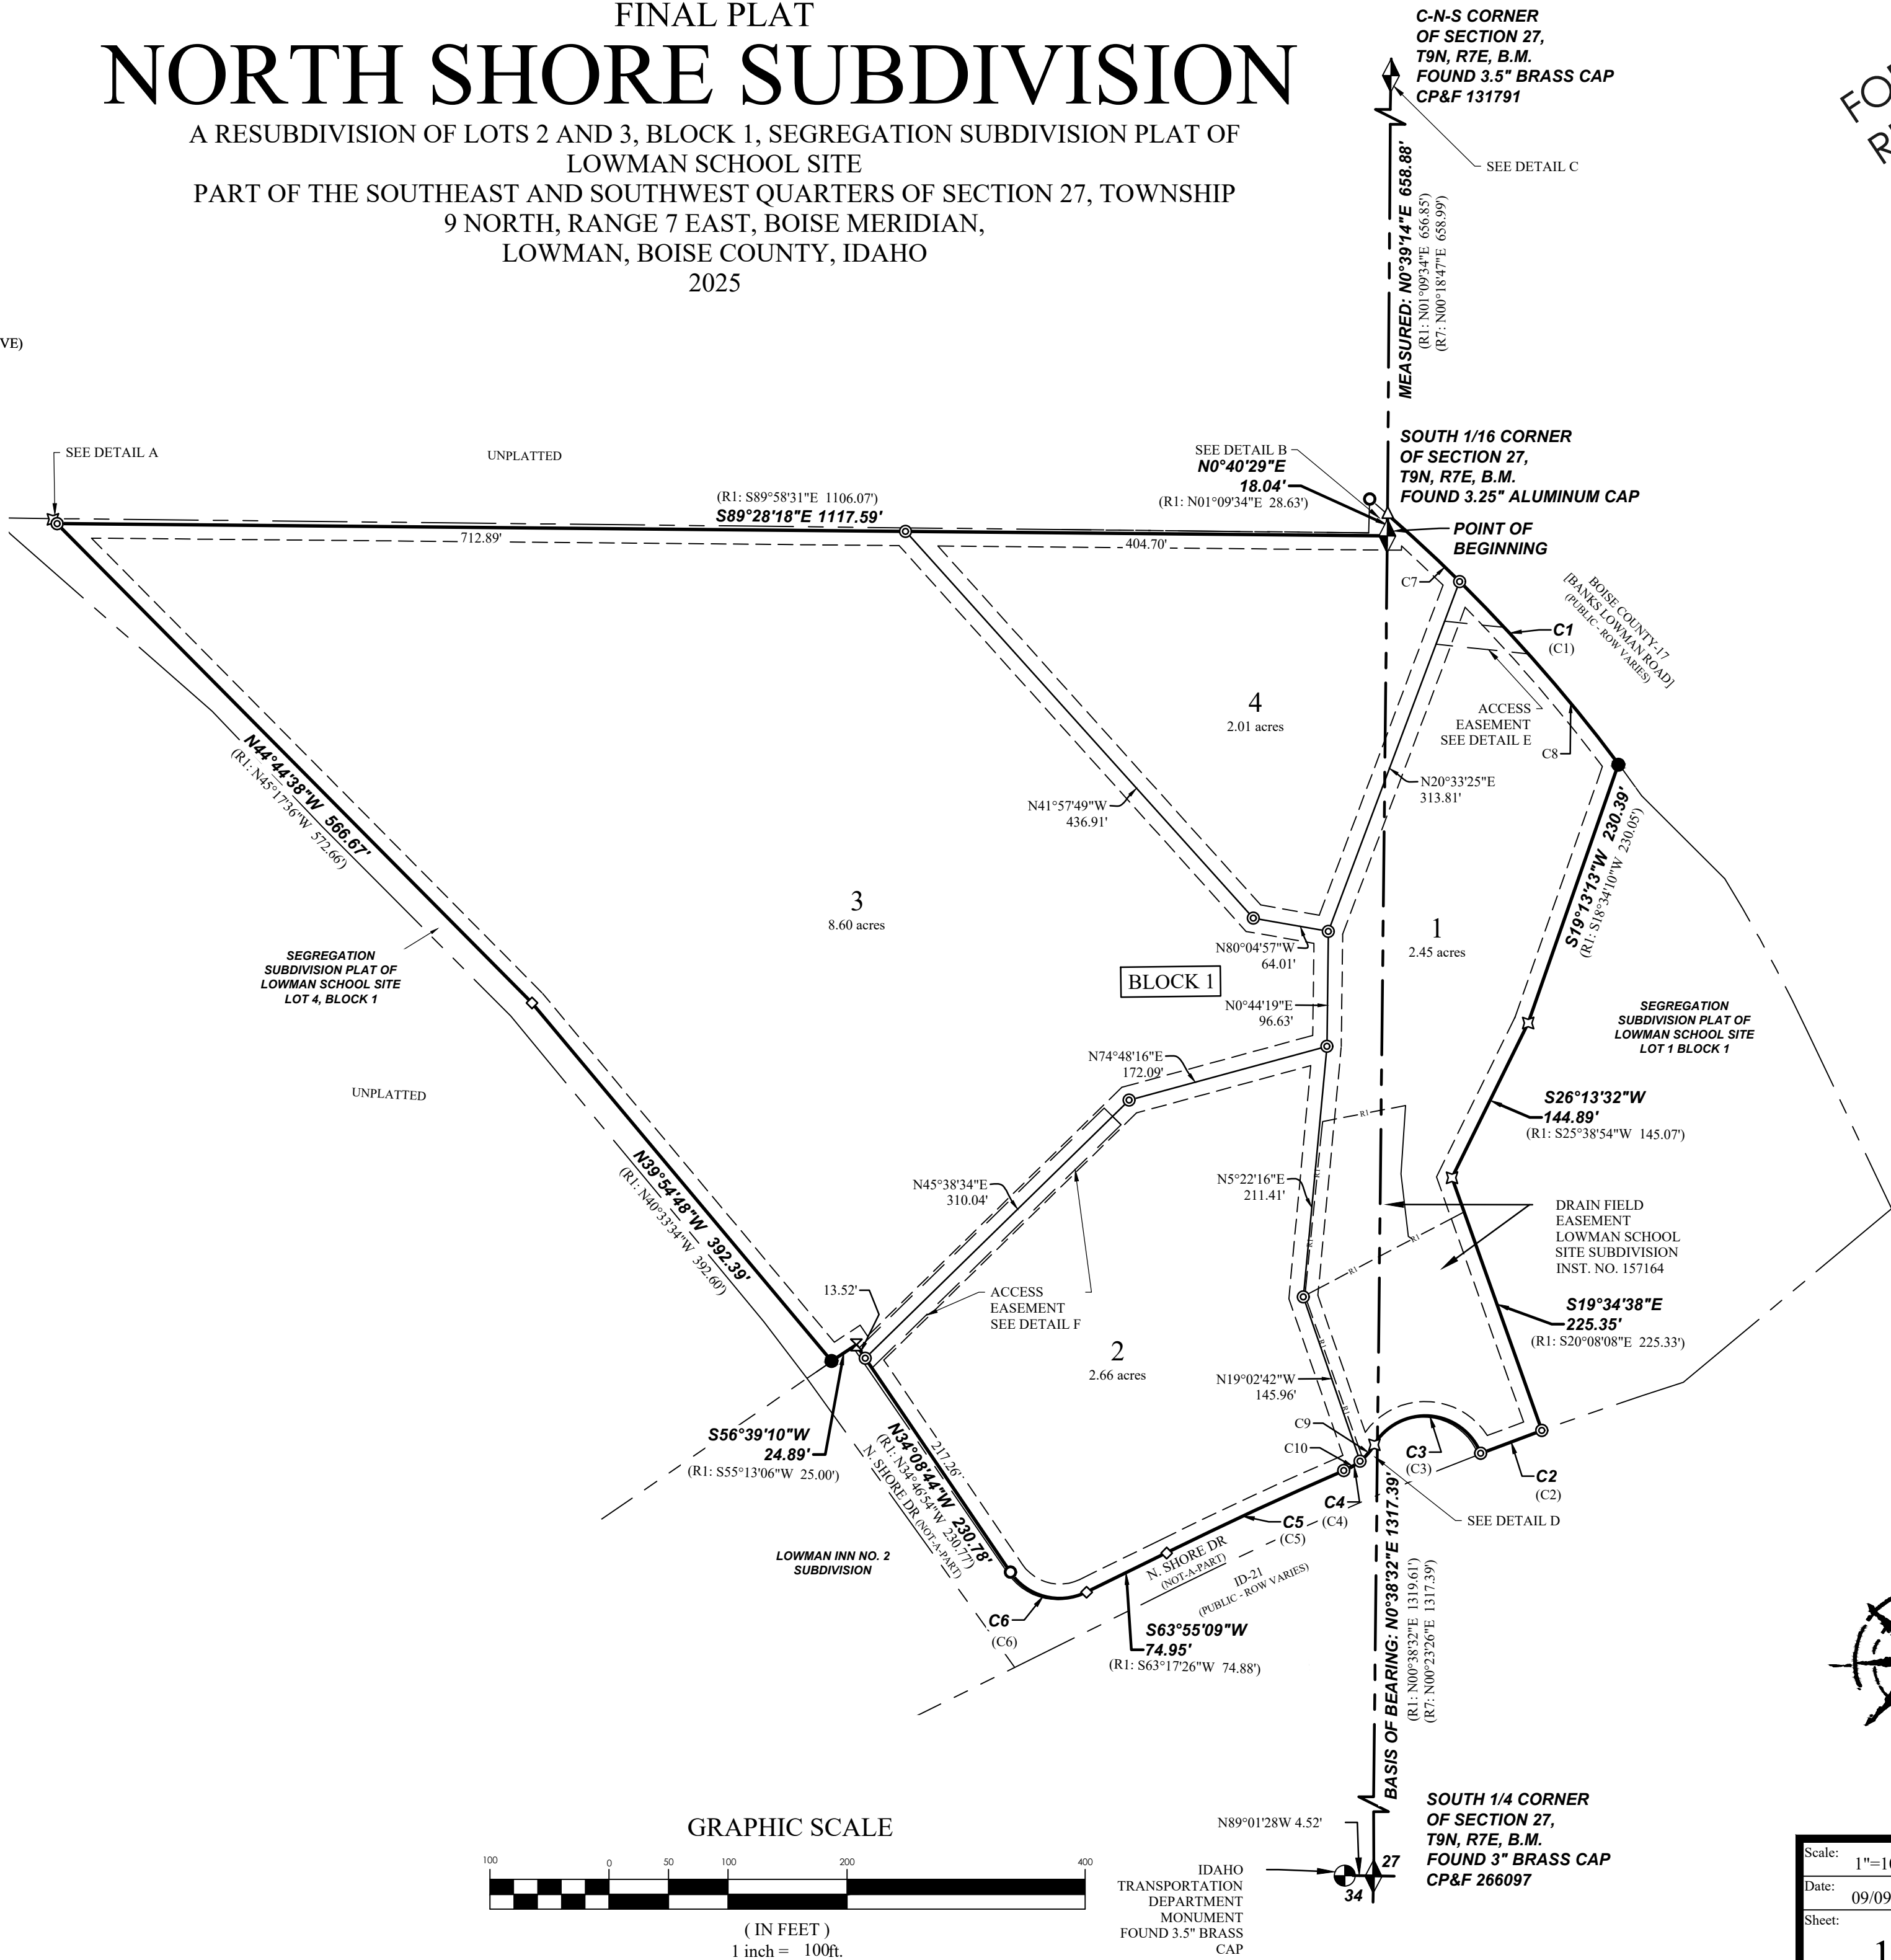 FINAL PLAT
NORTH SHORE SUBDIVISION
A RESUBDIVISION OF LOTS 2 AND 3, BLOCK 1, SEGREGATION SUBDIVISION PLAT OF
LOWMAN SCHOOL SITE
PART OF THE SOUTHEAST AND SOUTHWEST QUARTERS OF SECTION 27, TOWNSHIP
9 NORTH, RANGE 7 EAST, BOISE MERIDIAN,
LOWMAN, BOISE COUNTY, IDAHO
2025
C-N-S CORNER
OF SECTION 27,
T9N, R7E, B.M.
FOUND 3.5" BRASS CAP
CP&F 131791
SEE DETAIL C
MEASURED: N0°39'14"E 658.88'
(R1: N01°09'34"E 656.85')
(R7: N00°18'47"E 658.99')
VE)
SEE DETAIL A
UNPLATTED
(R1: S89°58'31"E 1106.07')
S89°28'18"E 1117.59'
712.89'
404.70'
SEE DETAIL B
N0°40'29"E
18.04'
(R1: N01°09'34"E 28.63')
SOUTH 1/16 CORNER
OF SECTION 27,
T9N, R7E, B.M.
FOUND 3.25" ALUMINUM CAP
POINT OF
BEGINNING
C7
BOISE COUNTY-17
[BANKS LOWMAN ROAD]
(PUBLIC - ROW VARIES)
C1
(C1)
ACCESS
EASEMENT
SEE DETAIL E
C8
4
2.01 acres
N20°33'25"E
313.81'
N41°57'49"W
436.91'
N44°44'38"W 566.67'
(R1: N45°17'36"W 572.66')
S19°13'13"W 230.39'
(R1: S18°34'10"W 230.05')
3
8.60 acres
1
2.45 acres
N80°04'57"W
64.01'
BLOCK 1
N0°44'19"E
96.63'
SEGREGATION
SUBDIVISION PLAT OF
LOWMAN SCHOOL SITE
LOT 4, BLOCK 1
SEGREGATION
SUBDIVISION PLAT OF
LOWMAN SCHOOL SITE
LOT 1 BLOCK 1
N74°48'16"E
172.09'
UNPLATTED
S26°13'32"W
144.89'
(R1: S25°38'54"W 145.07')
R1
R1
R1
R1
R1
R1
R1
N39°54'48"W 392.39'
(R1: N40°33'34"W 392.60')
N45°38'34"E
310.04'
N5°22'16"E
211.41'
DRAIN FIELD
EASEMENT
LOWMAN SCHOOL
SITE SUBDIVISION
INST. NO. 157164
13.52'
ACCESS
EASEMENT
SEE DETAIL F
S19°34'38"E
225.35'
(R1: S20°08'08"E 225.33')
2
2.66 acres
N19°02'42"W
145.96'
S56°39'10"W
24.89'
(R1: S55°13'06"W 25.00')
217.26'
N34°08'44"W 230.78'
(R1: N34°46'54"W 230.77')
N. SHORE DR (NOT-A-PART)
C9
C10
C3
(C3)
C2
(C2)
C4
(C4)
C5
(C5)
SEE DETAIL D
LOWMAN INN NO. 2
SUBDIVISION
N. SHORE DR
(NOT-A-PART)
ID-21
(PUBLIC - ROW VARIES)
C6
(C6)
S63°55'09"W
74.95'
(R1: S63°17'26"W 74.88')
BASIS OF BEARING: N0°38'32"E 1317.39'
(R1: N00°38'32"E 1319.61')
(R7: N00°23'26"E 1317.39')
SOUTH 1/4 CORNER
OF SECTION 27,
T9N, R7E, B.M.
FOUND 3" BRASS CAP
CP&F 266097
N89°01'28W 4.52'
27
34
IDAHO
TRANSPORTATION
DEPARTMENT
MONUMENT
FOUND 3.5" BRASS
CAP
GRAPHIC SCALE
100 0 50 100 200 400
( IN FEET )
1 inch = 100ft.
Scale:
1"=10
Date:
09/09
Sheet:
1